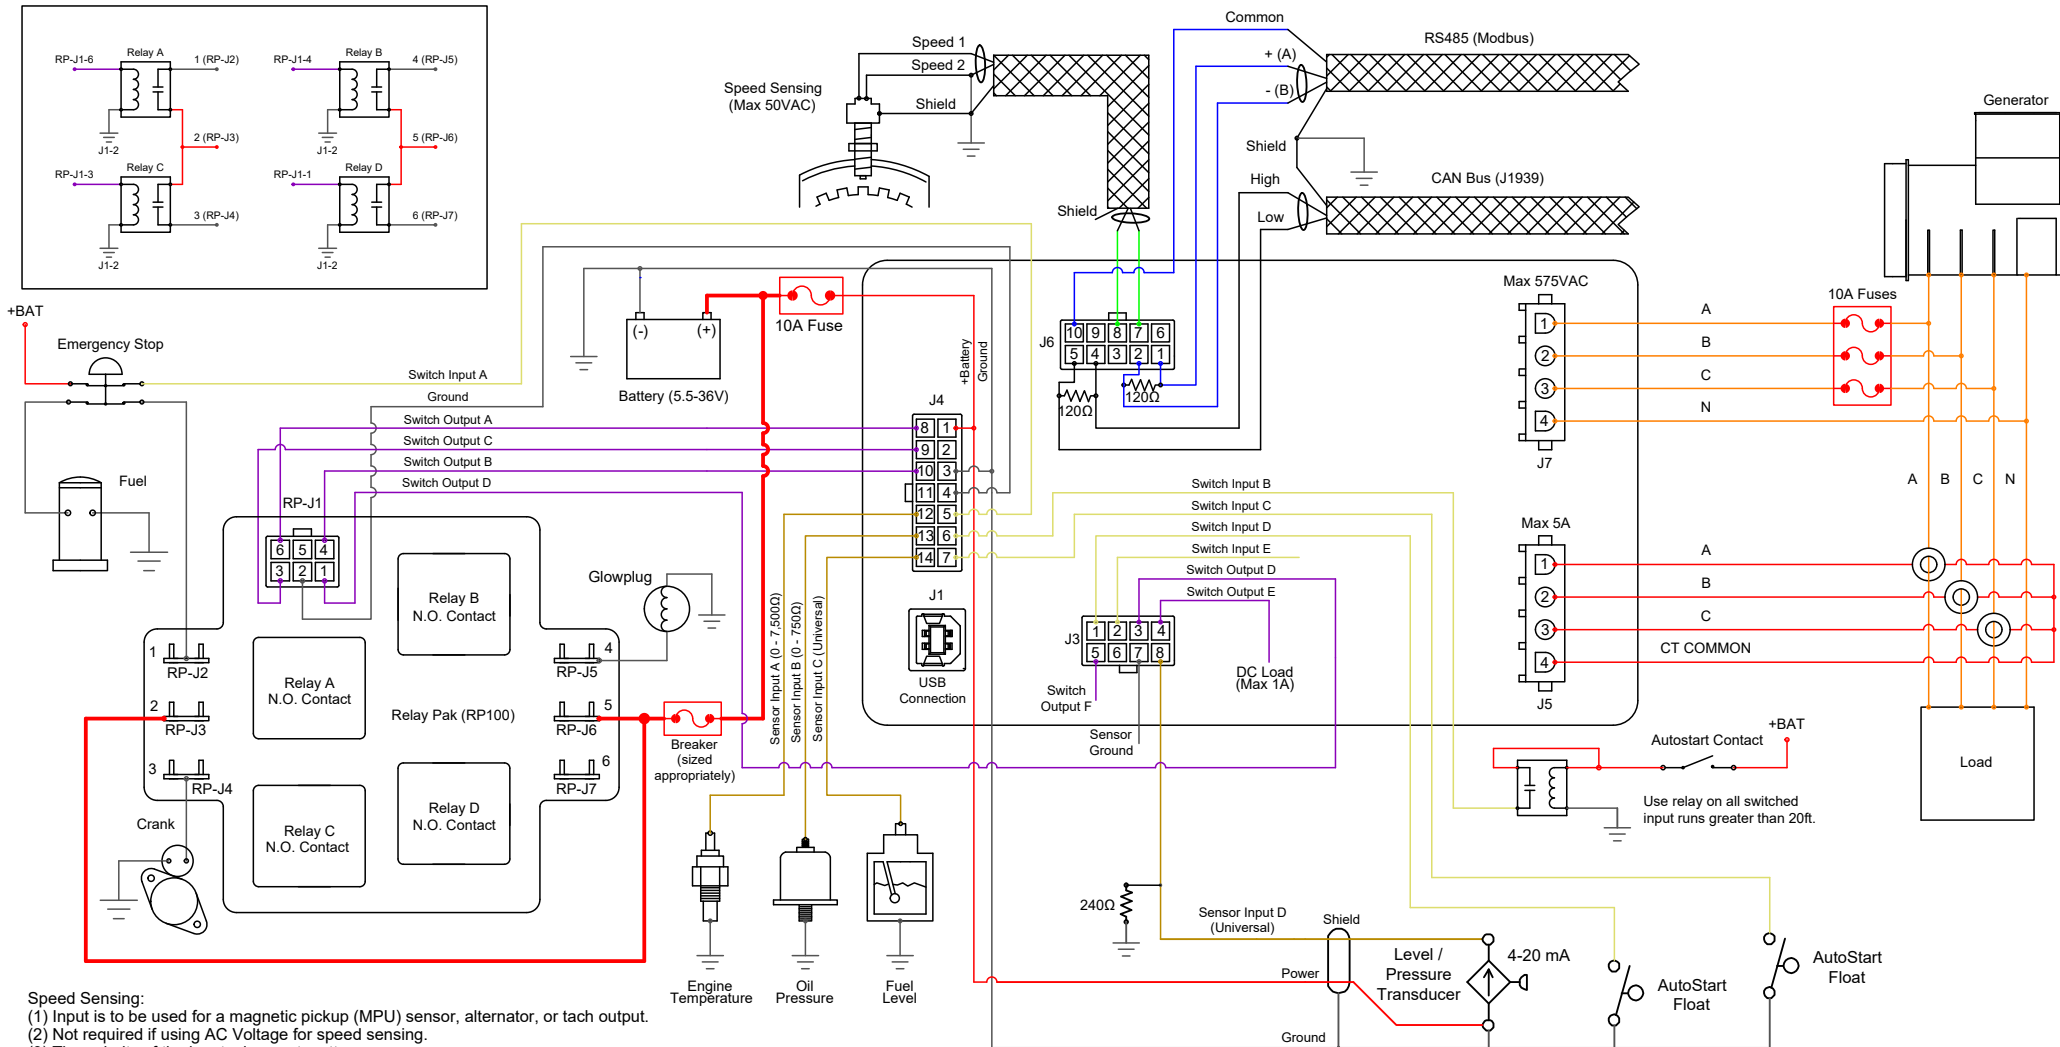 Relay A
RP-J1-6
1 (RP-J2)
J1-2
2 (RP-J3)
Relay C
RP-J1-3
3 (RP-J4)
J1-2
Relay B
RP-J1-4
4 (RP-J5)
J1-2
5 (RP-J6)
Relay D
RP-J1-1
6 (RP-J7)
J1-2
Speed Sensing
(Max 50VAC)
Speed 1
Speed 2
Shield
Shield
Common
+ (A)
- (B)
RS485 (Modbus)
Shield
High
Low
CAN Bus (J1939)
Generator
+BAT
Emergency Stop
Fuel
Switch Input A
Ground
Switch Output A
Switch Output C
Switch Output B
Switch Output D
(-)
(+)
Battery (5.5-36V)
10A Fuse
+Battery
Ground
J6
10 9 8 7 6
5 4 3 2 1
120Ω
120Ω
Max 575VAC
1
2
3
4
J7
A
B
C
N
10A Fuses
A B C N
J4
8 1
9 2
10 3
11 4
12 5
13 6
14 7
J1
USB
Connection
Switch Input B
Switch Input C
Switch Input D
Switch Input E
Switch Output D
Switch Output E
J3
1 2 3 4
5 6 7 8
Switch
Output F
Sensor
Ground
DC Load
(Max 1A)
Max 5A
1
2
3
4
J5
A
B
C
CT COMMON
RP-J1
6 5 4
3 2 1
Relay B
N.O. Contact
Relay A
N.O. Contact
Relay Pak (RP100)
Relay C
N.O. Contact
Relay D
N.O. Contact
1
RP-J2
2
RP-J3
3
RP-J4
4
RP-J5
5
RP-J6
6
RP-J7
Crank
Glowplug
Breaker
(sized
appropriately)
Sensor Input A (0 - 7,500Ω)
Sensor Input B (0 - 750Ω)
Sensor Input C (Universal)
Engine
Temperature
Oil
Pressure
Fuel
Level
Autostart Contact
+BAT
Use relay on all switched
input runs greater than 20ft.
Load
240Ω
Sensor Input D
(Universal)
Shield
Power
Ground
Level /
Pressure
Transducer
4-20 mA
AutoStart
Float
AutoStart
Float
Speed Sensing:
(1) Input is to be used for a magnetic pickup (MPU) sensor, alternator, or tach output.
(2) Not required if using AC Voltage for speed sensing.